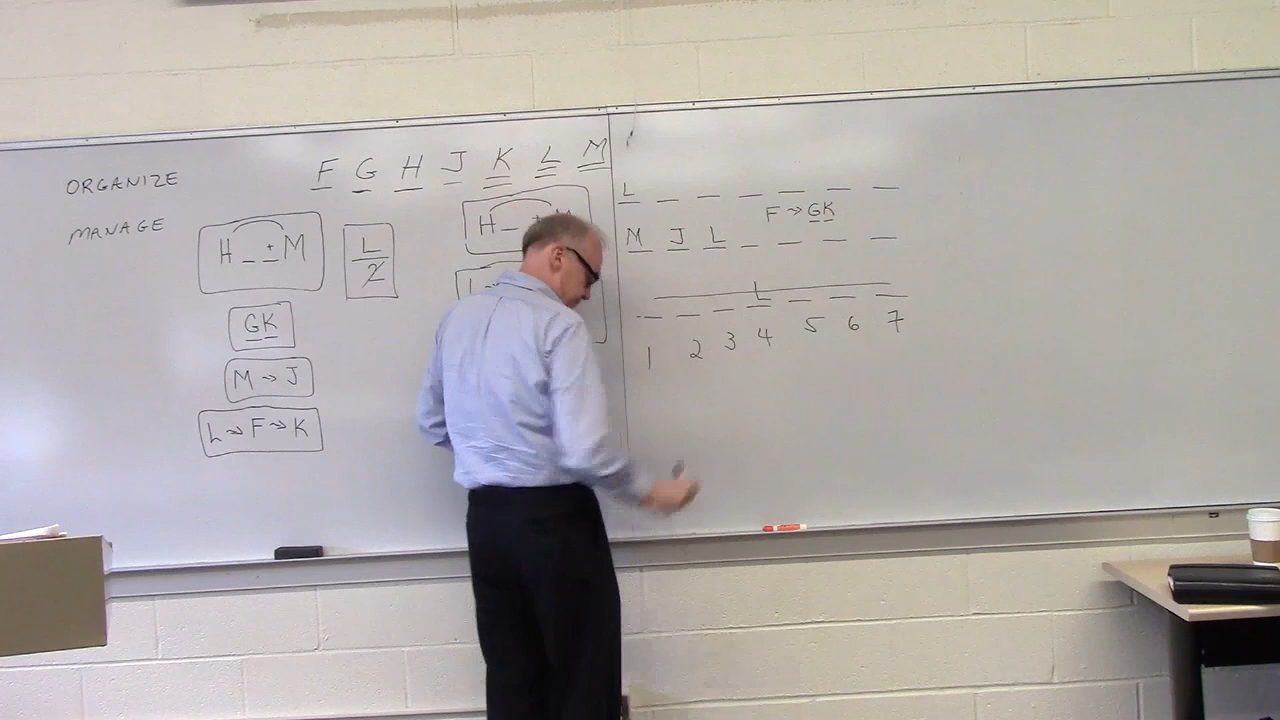 ORGANIZE
MANAGE
F G H J K L M
H _ _ + M
L
2
GK
M → J
L → F → K
H _ +
L
F → GK
M J L
L
L
1 2 3 4 5 6 7